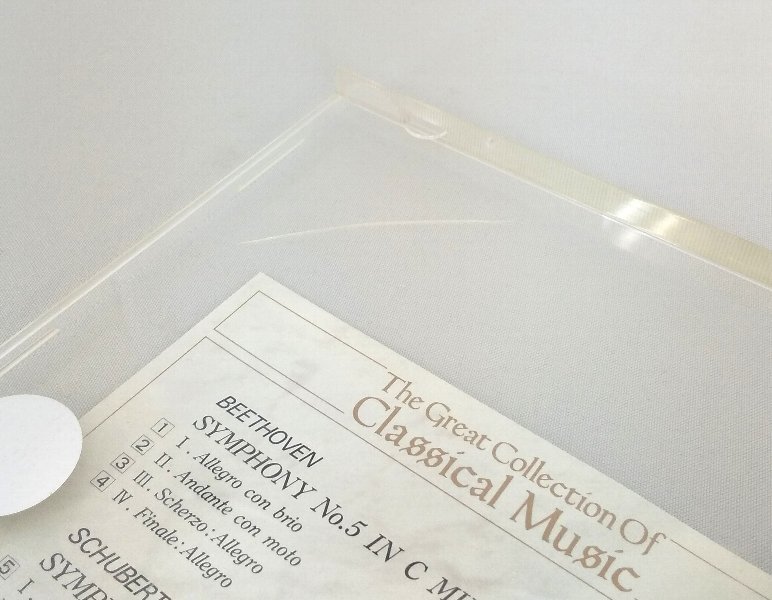 The Great Collection Of
Classical Music
BEETHOVEN
SYMPHONY No.5 IN C
1 I. Allegro con brio
2 II. Andante con moto
3 III. Scherzo : Allegro
4 IV. Finale : Allegro
SCHUBERT
5 I